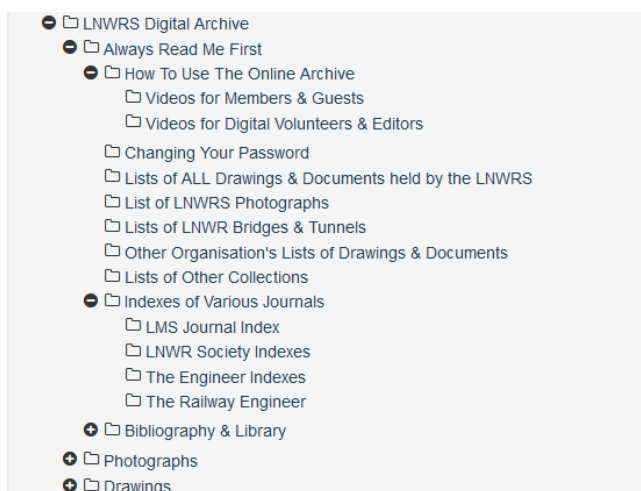 LNWRS Digital Archive
Always Read Me First
How To Use The Online Archive
Videos for Members & Guests
Videos for Digital Volunteers & Editors
Changing Your Password
Lists of ALL Drawings & Documents held by the LNWRS
List of LNWRS Photographs
Lists of LNWR Bridges & Tunnels
Other Organisation's Lists of Drawings & Documents
Lists of Other Collections
Indexes of Various Journals
LMS Journal Index
LNWR Society Indexes
The Engineer Indexes
The Railway Engineer
Bibliography & Library
Photographs
Drawings